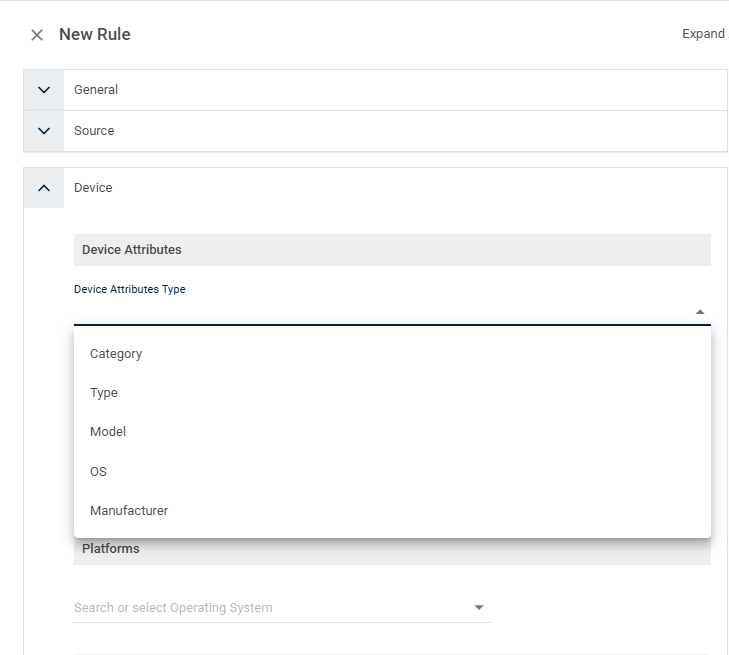 New Rule
Expand
General
Source
Device
Device Attributes
Device Attributes Type
Category
Type
Model
OS
Manufacturer
Platforms
Search or select Operating System